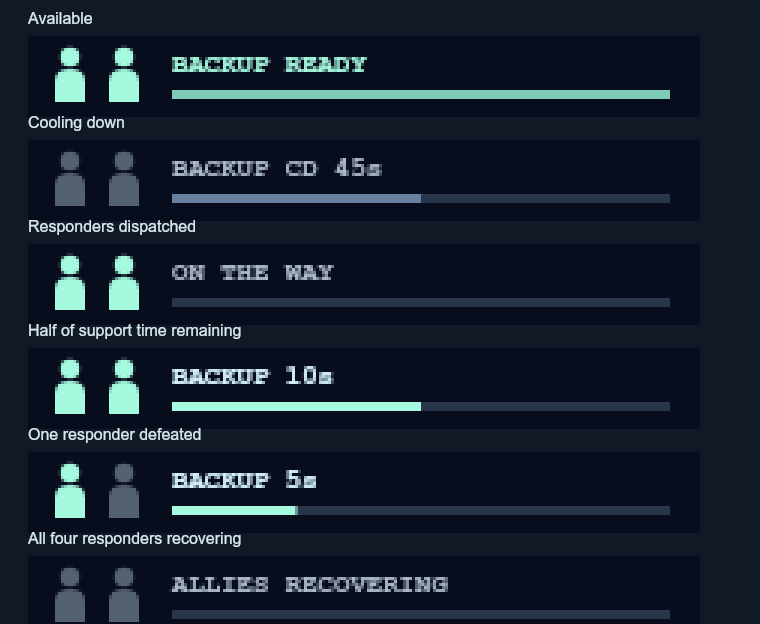 Available
BACKUP READY
Cooling down
BACKUP CD 45s
Responders dispatched
ON THE WAY
Half of support time remaining
BACKUP 10s
One responder defeated
BACKUP 5s
All four responders recovering
ALLIES RECOVERING